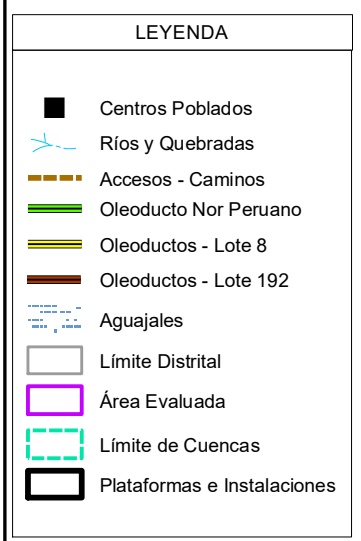 LEYENDA
Centros Poblados
Ríos y Quebradas
Accesos - Caminos
Oleoducto Nor Peruano
Oleoductos - Lote 8
Oleoductos - Lote 192
Aguajales
Límite Distrital
Área Evaluada
Límite de Cuencas
Plataformas e Instalaciones